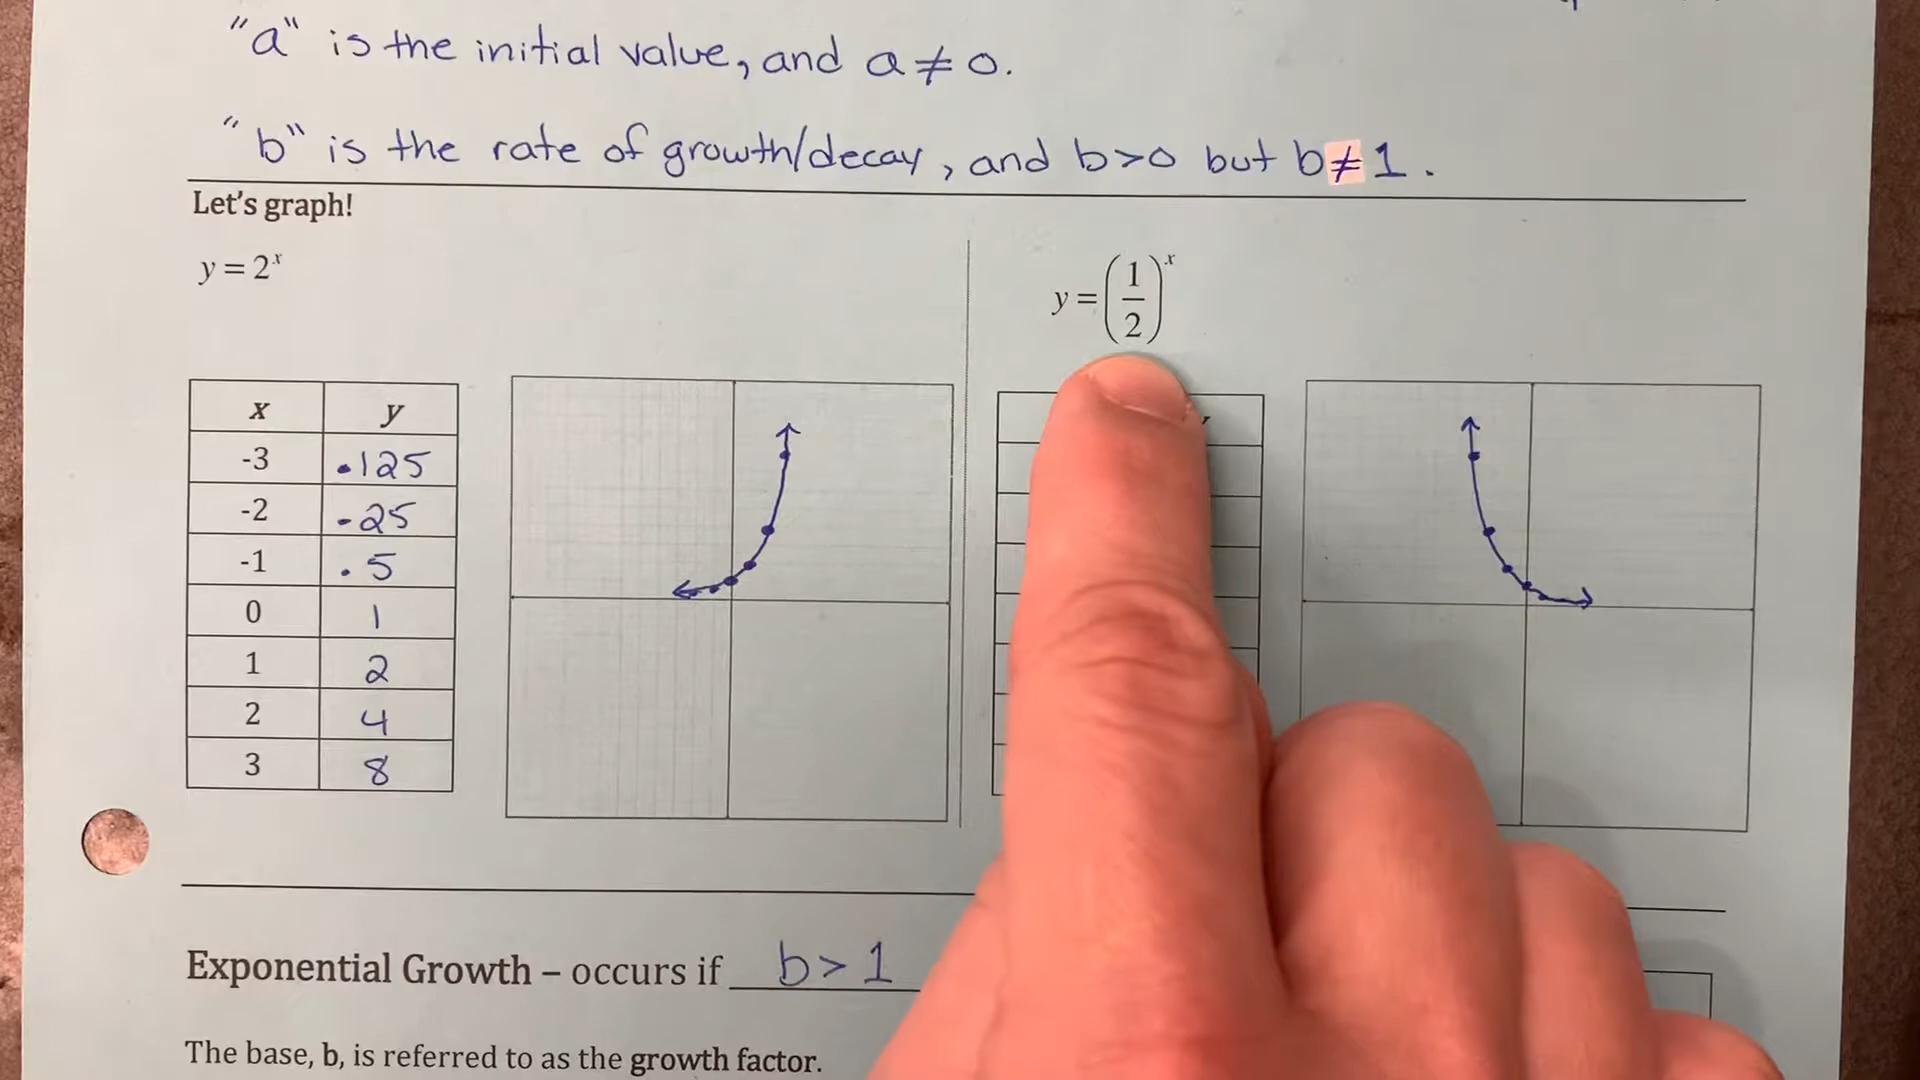 "a" is the initial value, and a ≠ 0.
"b" is the rate of growth/decay, and b>0 but b≠1.
Let's graph!
y = 2^x
y = (1/2)^x
x y
-3 .125
-2 .25
-1 .5
0 1
1 2
2 4
3 8
Exponential Growth – occurs if b > 1
The base, b, is referred to as the growth factor.